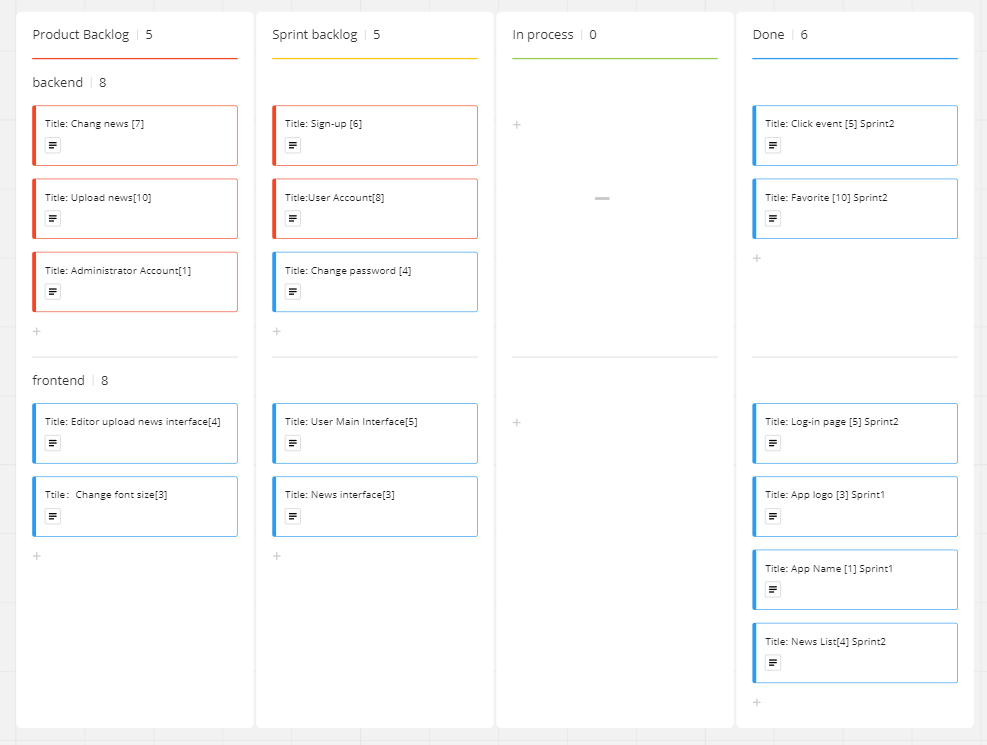 Product Backlog | 5
Sprint backlog | 5
In process | 0
Done | 6
backend | 8
Title: Chang news [7]
Title: Upload news[10]
Title: Administrator Account[1]
+
Title: Sign-up [6]
Title:User Account[8]
Title: Change password [4]
+
+
Title: Click event [5] Sprint2
Title: Favorite [10] Sprint2
+
frontend | 8
Title: Editor upload news interface[4]
Ttile: Change font size[3]
+
Title: User Main Interface[5]
Title: News interface[3]
+
+
Title: Log-in page [5] Sprint2
Title: App logo [3] Sprint1
Title: App Name [1] Sprint1
Title: News List[4] Sprint2
+